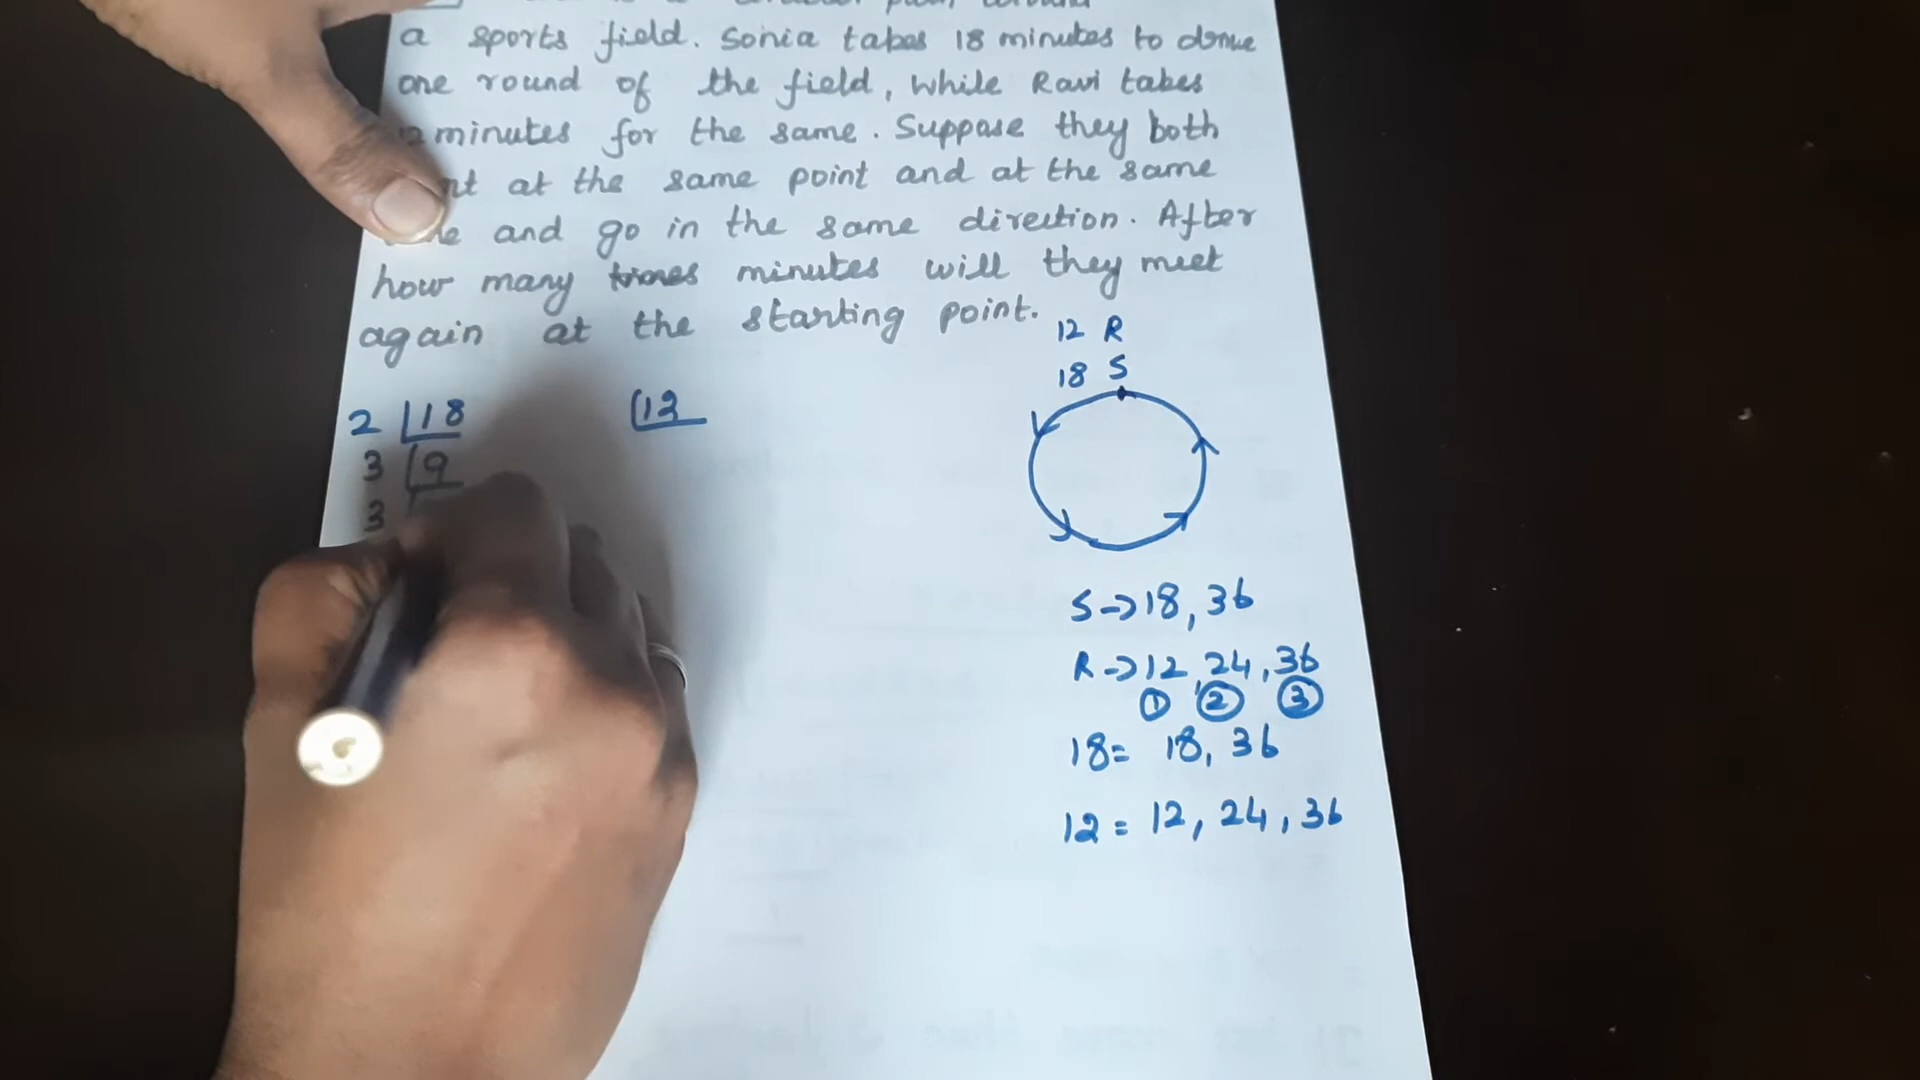 a sports field. Sonia takes 18 minutes to drive
one round of the field, while Ravi takes
12 minutes for the same. Suppose they both
at the same point and at the same
and go in the same direction. After
how many times minutes will they meet
again at the starting point.
12 R
18 S
2 18
12
3 9
3
S → 18, 36
R → 12, 24, 36
1 2 3
18 = 18, 36
12 = 12, 24, 36